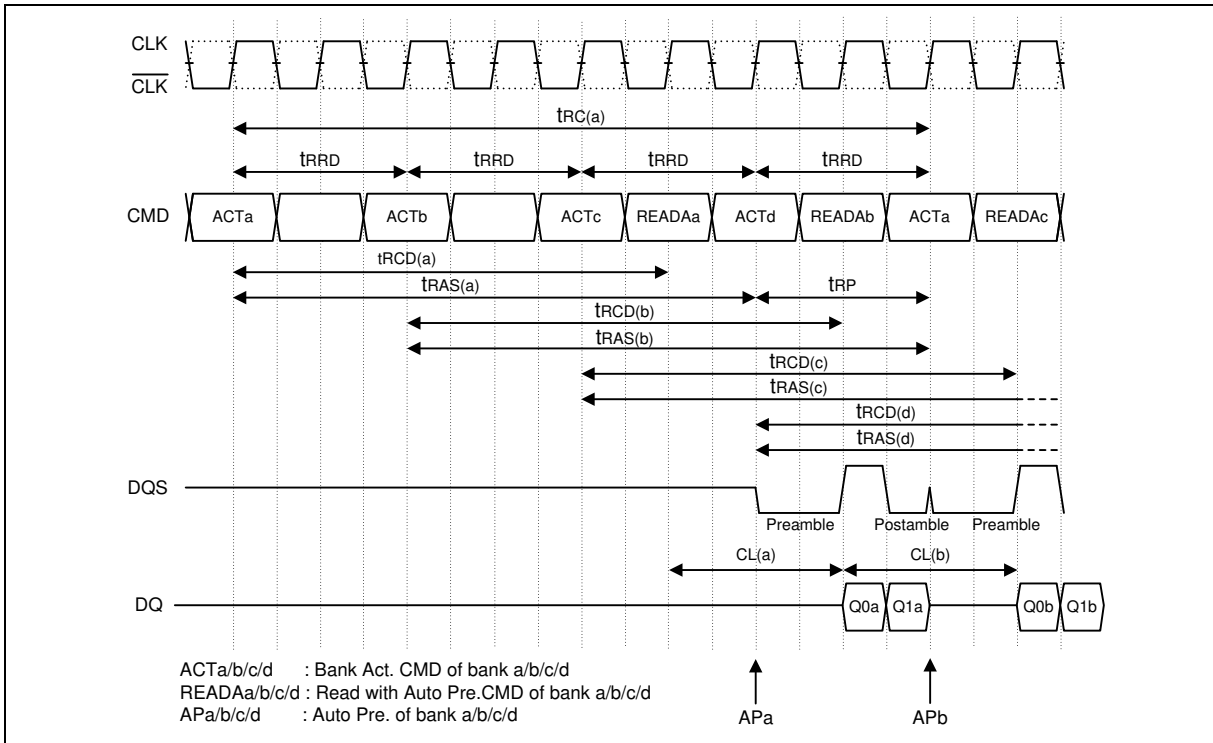 CLK
CLK
tRC(a)
tRRD tRRD tRRD tRRD
CMD ACTa ACTb ACTc READAa ACTd READAb ACTa READAc
tRCD(a)
tRAS(a) tRP
tRCD(b)
tRAS(b)
tRCD(c)
tRAS(c)
tRCD(d)
tRAS(d)
DQS
Preamble Postamble Preamble
CL(a) CL(b)
DQ Q0a Q1a Q0b Q1b
ACTa/b/c/d : Bank Act. CMD of bank a/b/c/d
READAa/b/c/d : Read with Auto Pre.CMD of bank a/b/c/d
APa/b/c/d : Auto Pre. of bank a/b/c/d
APa APb